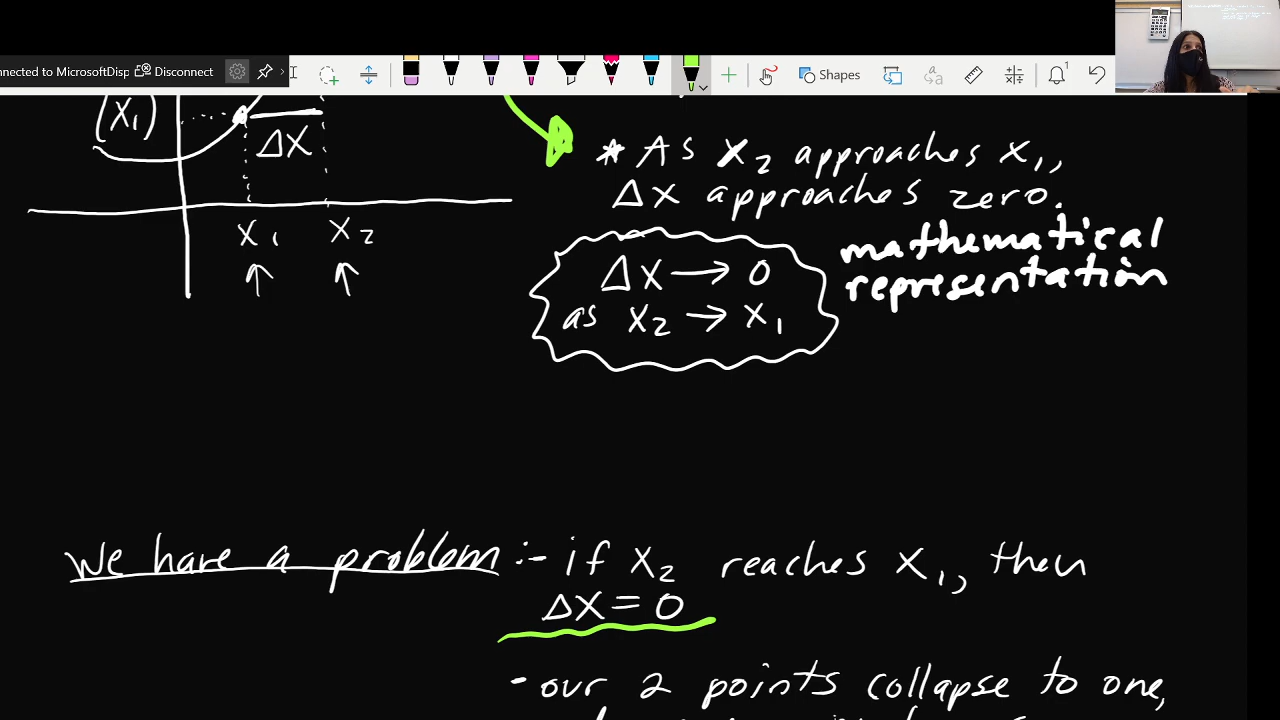 nnected to MicrosoftDisp Disconnect
Shapes
1
(X₁)
ΔX
X₁ X₂
* As X₂ approaches X₁,
ΔX approaches zero.
mathematical
representation
ΔX → 0
as X₂ → X₁
We have a problem :- if X₂ reaches X₁, then
ΔX = 0
- our 2 points collapse to one,